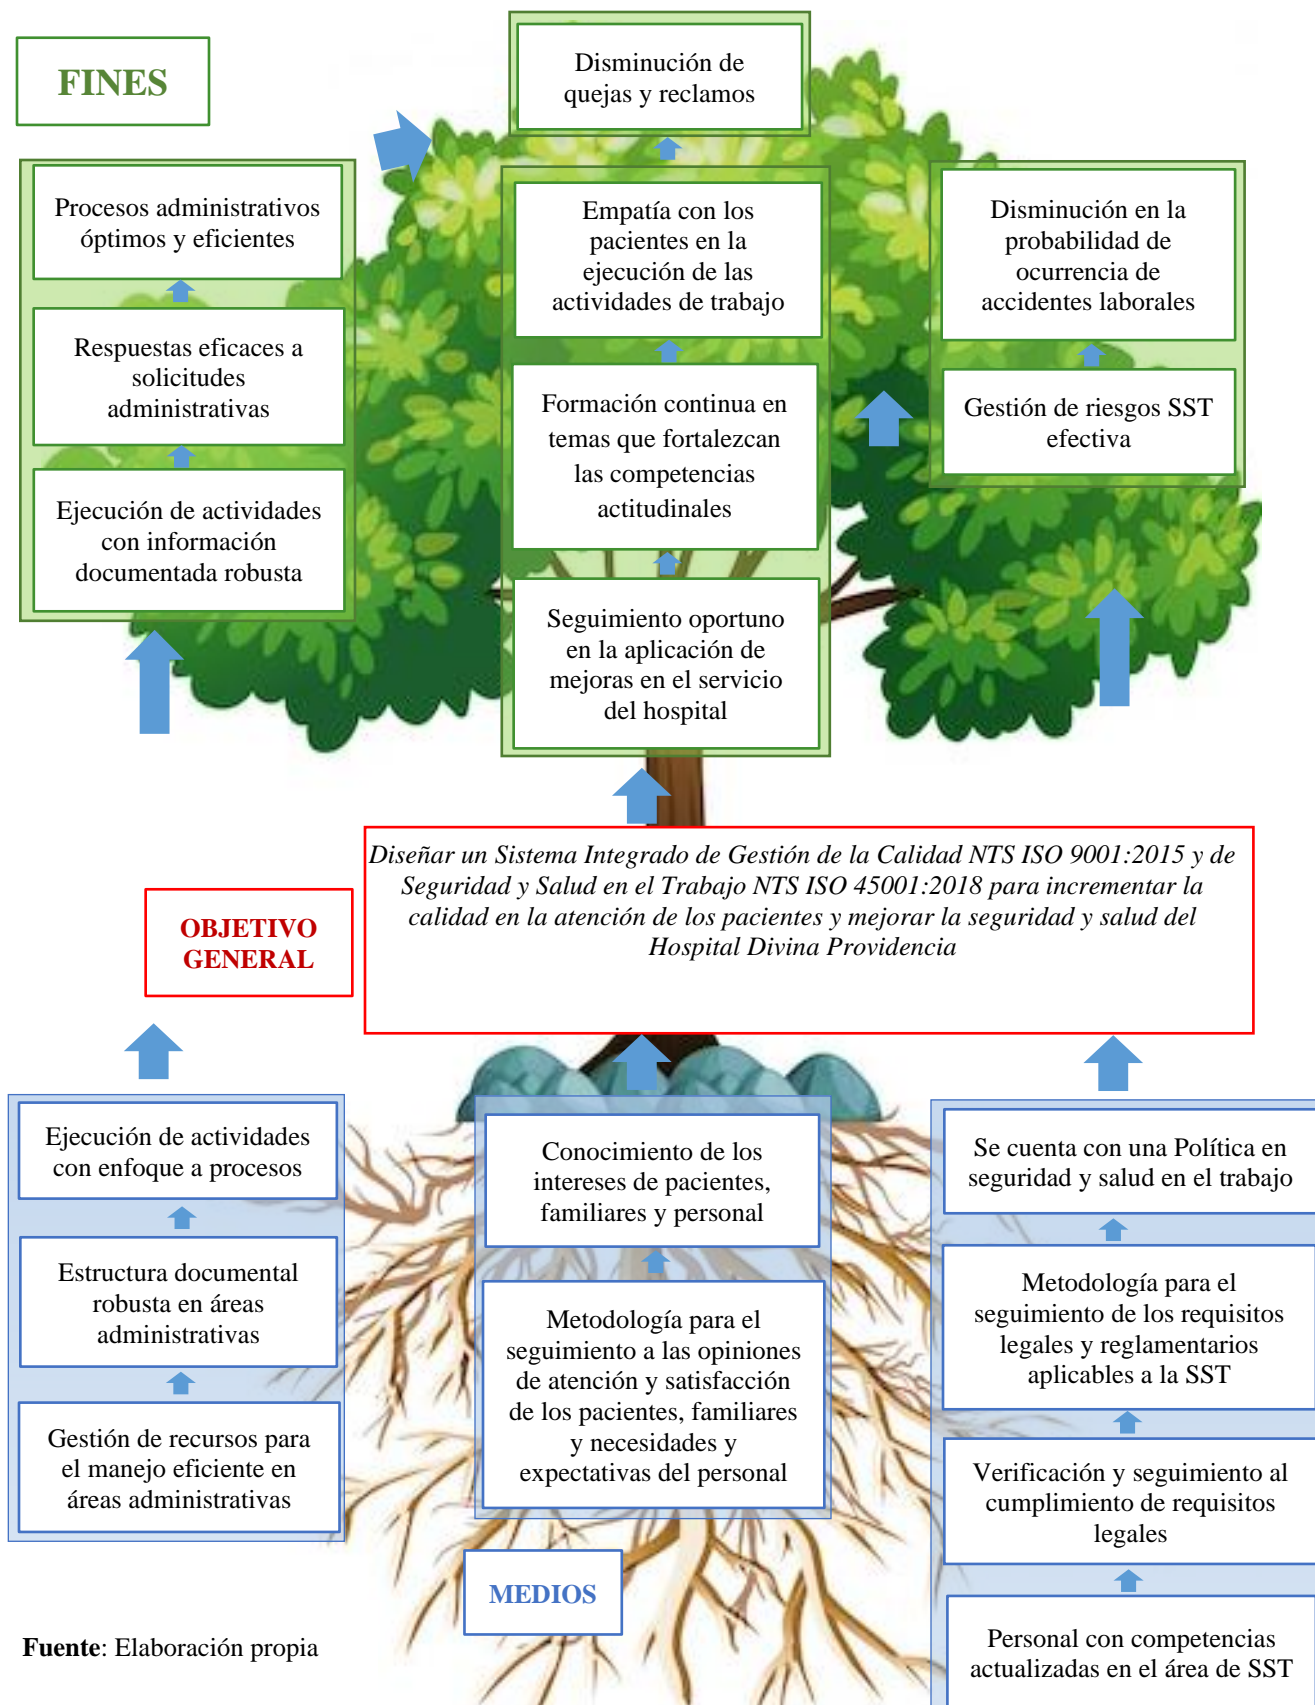 FINES
Disminución de
quejas y reclamos
Procesos administrativos
óptimos y eficientes
Respuestas eficaces a
solicitudes
administrativas
Ejecución de actividades
con información
documentada robusta
Empatía con los
pacientes en la
ejecución de las
actividades de trabajo
Formación continua en
temas que fortalezcan
las competencias
actitudinales
Seguimiento oportuno
en la aplicación de
mejoras en el servicio
del hospital
Disminución en la
probabilidad de
ocurrencia de
accidentes laborales
Gestión de riesgos SST
efectiva
OBJETIVO
GENERAL
Diseñar un Sistema Integrado de Gestión de la Calidad NTS ISO 9001:2015 y de
Seguridad y Salud en el Trabajo NTS ISO 45001:2018 para incrementar la
calidad en la atención de los pacientes y mejorar la seguridad y salud del
Hospital Divina Providencia
Ejecución de actividades
con enfoque a procesos
Estructura documental
robusta en áreas
administrativas
Gestión de recursos para
el manejo eficiente en
áreas administrativas
Conocimiento de los
intereses de pacientes,
familiares y personal
Metodología para el
seguimiento a las opiniones
de atención y satisfacción
de los pacientes, familiares
y necesidades y
expectativas del personal
Se cuenta con una Política en
seguridad y salud en el trabajo
Metodología para el
seguimiento de los requisitos
legales y reglamentarios
aplicables a la SST
Verificación y seguimiento al
cumplimiento de requisitos
legales
Personal con competencias
actualizadas en el área de SST
MEDIOS
Fuente: Elaboración propia